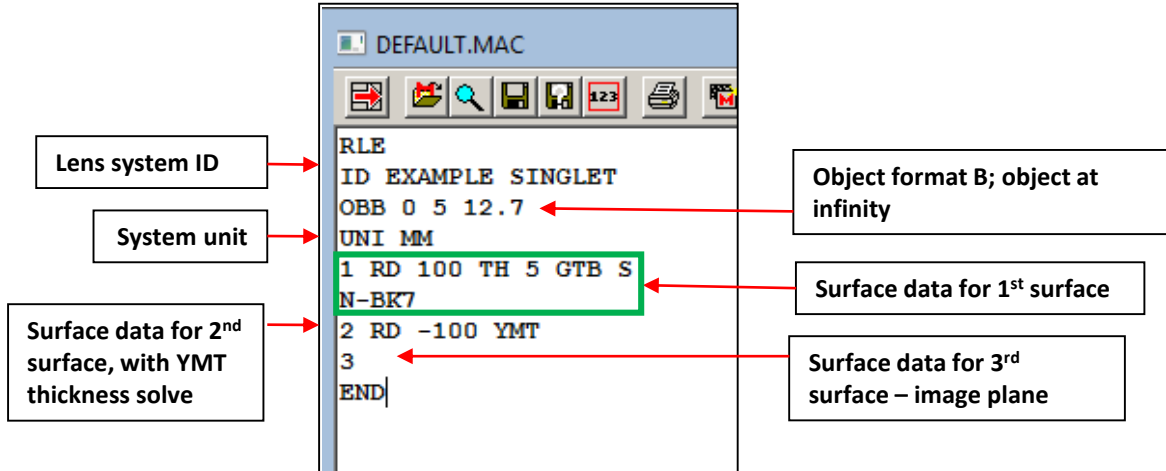 DEFAULT.MAC
123
M
RLE
ID EXAMPLE SINGLET
OBB 0 5 12.7
UNI MM
1 RD 100 TH 5 GTB S
N-BK7
2 RD -100 YMT
3
END
Lens system ID
System unit
Surface data for 2nd
surface, with YMT
thickness solve
Object format B; object at
infinity
Surface data for 1st surface
Surface data for 3rd
surface – image plane